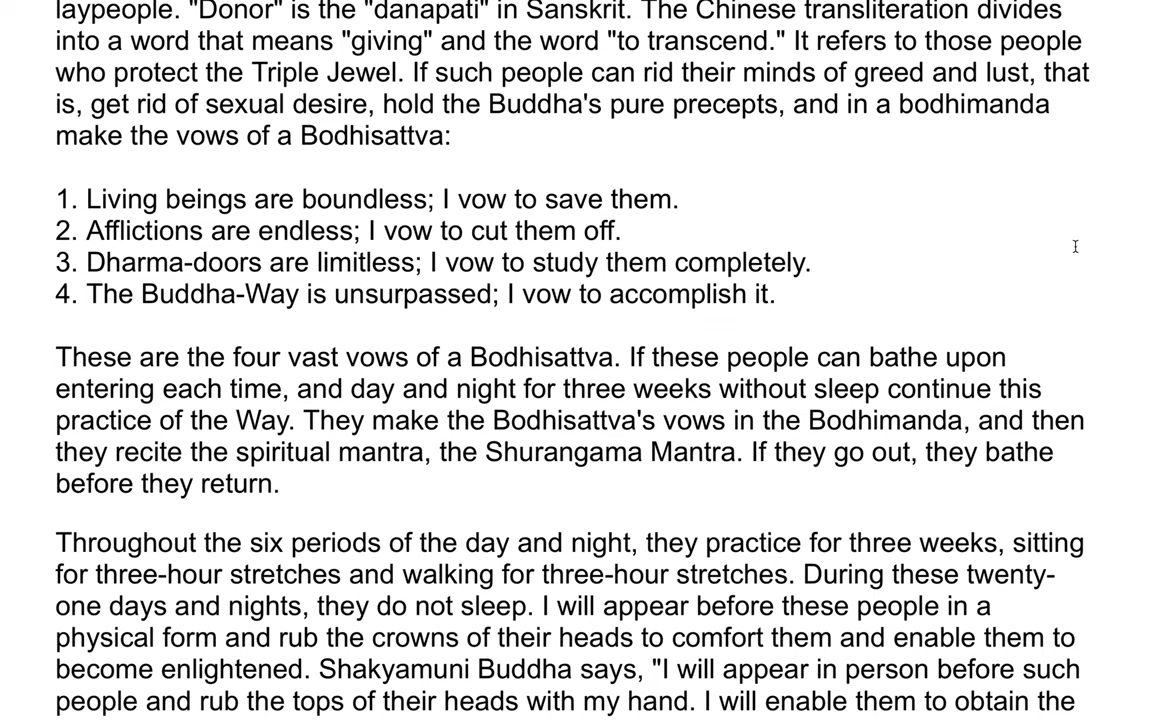 laypeople. "Donor" is the "danapati" in Sanskrit. The Chinese transliteration divides
into a word that means "giving" and the word "to transcend." It refers to those people
who protect the Triple Jewel. If such people can rid their minds of greed and lust, that
is, get rid of sexual desire, hold the Buddha's pure precepts, and in a bodhimanda
make the vows of a Bodhisattva:
1. Living beings are boundless; I vow to save them.
2. Afflictions are endless; I vow to cut them off.
3. Dharma-doors are limitless; I vow to study them completely.
4. The Buddha-Way is unsurpassed; I vow to accomplish it.
These are the four vast vows of a Bodhisattva. If these people can bathe upon
entering each time, and day and night for three weeks without sleep continue this
practice of the Way. They make the Bodhisattva's vows in the Bodhimanda, and then
they recite the spiritual mantra, the Shurangama Mantra. If they go out, they bathe
before they return.
Throughout the six periods of the day and night, they practice for three weeks, sitting
for three-hour stretches and walking for three-hour stretches. During these twenty-
one days and nights, they do not sleep. I will appear before these people in a
physical form and rub the crowns of their heads to comfort them and enable them to
become enlightened. Shakyamuni Buddha says, "I will appear in person before such
people and rub the tops of their heads with my hand. I will enable them to obtain the